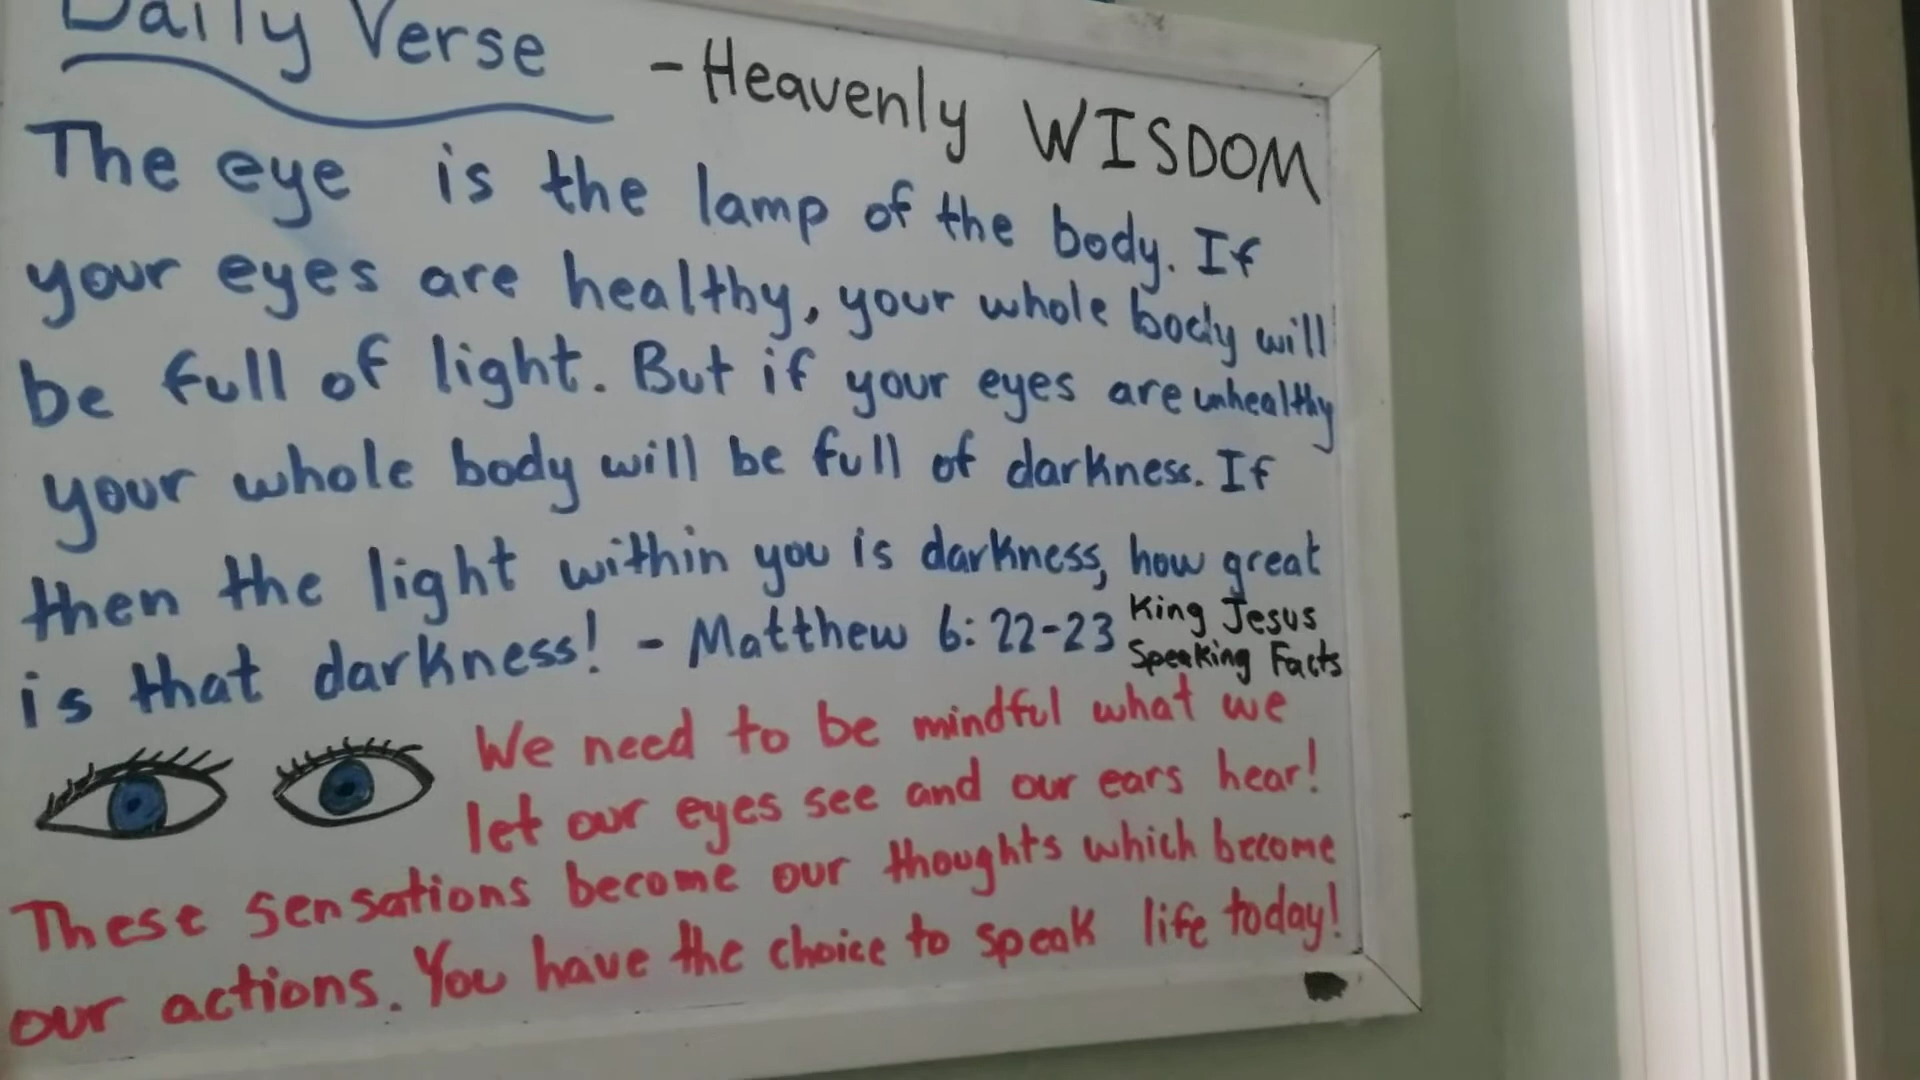 Daily Verse - Heavenly WISDOM
The eye is the lamp of the body. If
your eyes are healthy, your whole body will
be full of light. But if your eyes are unhealthy
your whole body will be full of darkness. If
then the light within you is darkness, how great
is that darkness! - Matthew 6:22-23 King Jesus
Speaking Facts
We need to be mindful what we
let our eyes see and our ears hear!
These sensations become our thoughts which become
our actions. You have the choice to speak life today!